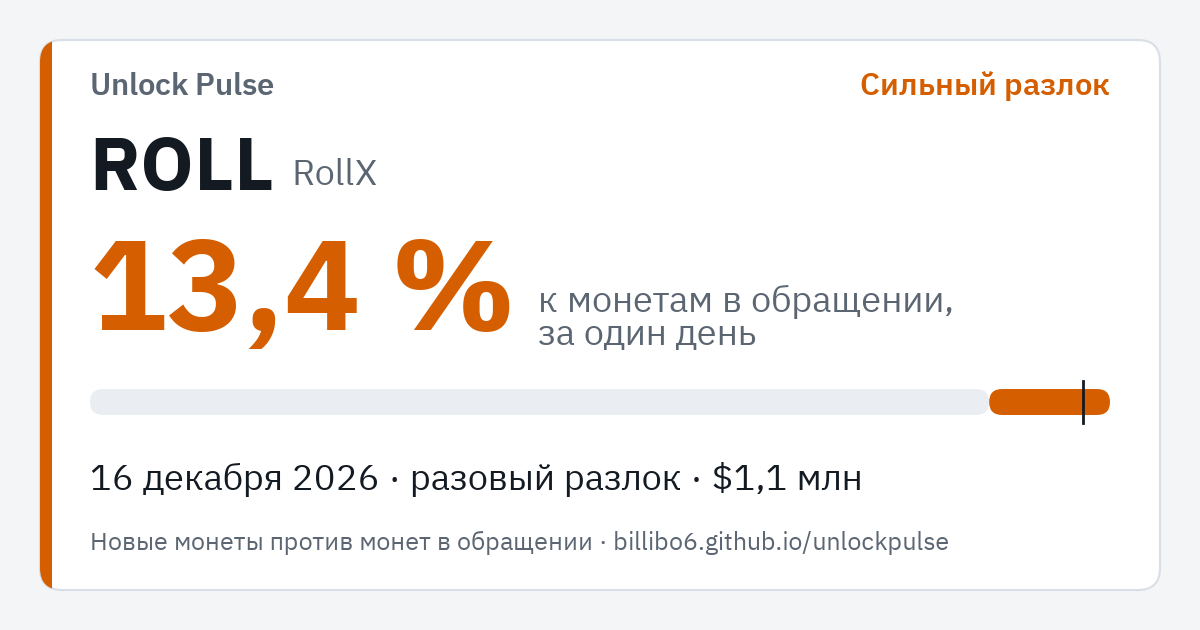 Unlock Pulse
Сильный разлок
ROLL RollX
13,4 % к монетам в обращении,
за один день
16 декабря 2026 · разовый разлок · $1,1 млн
Новые монеты против монет в обращении · billibo6.github.io/unlockpulse